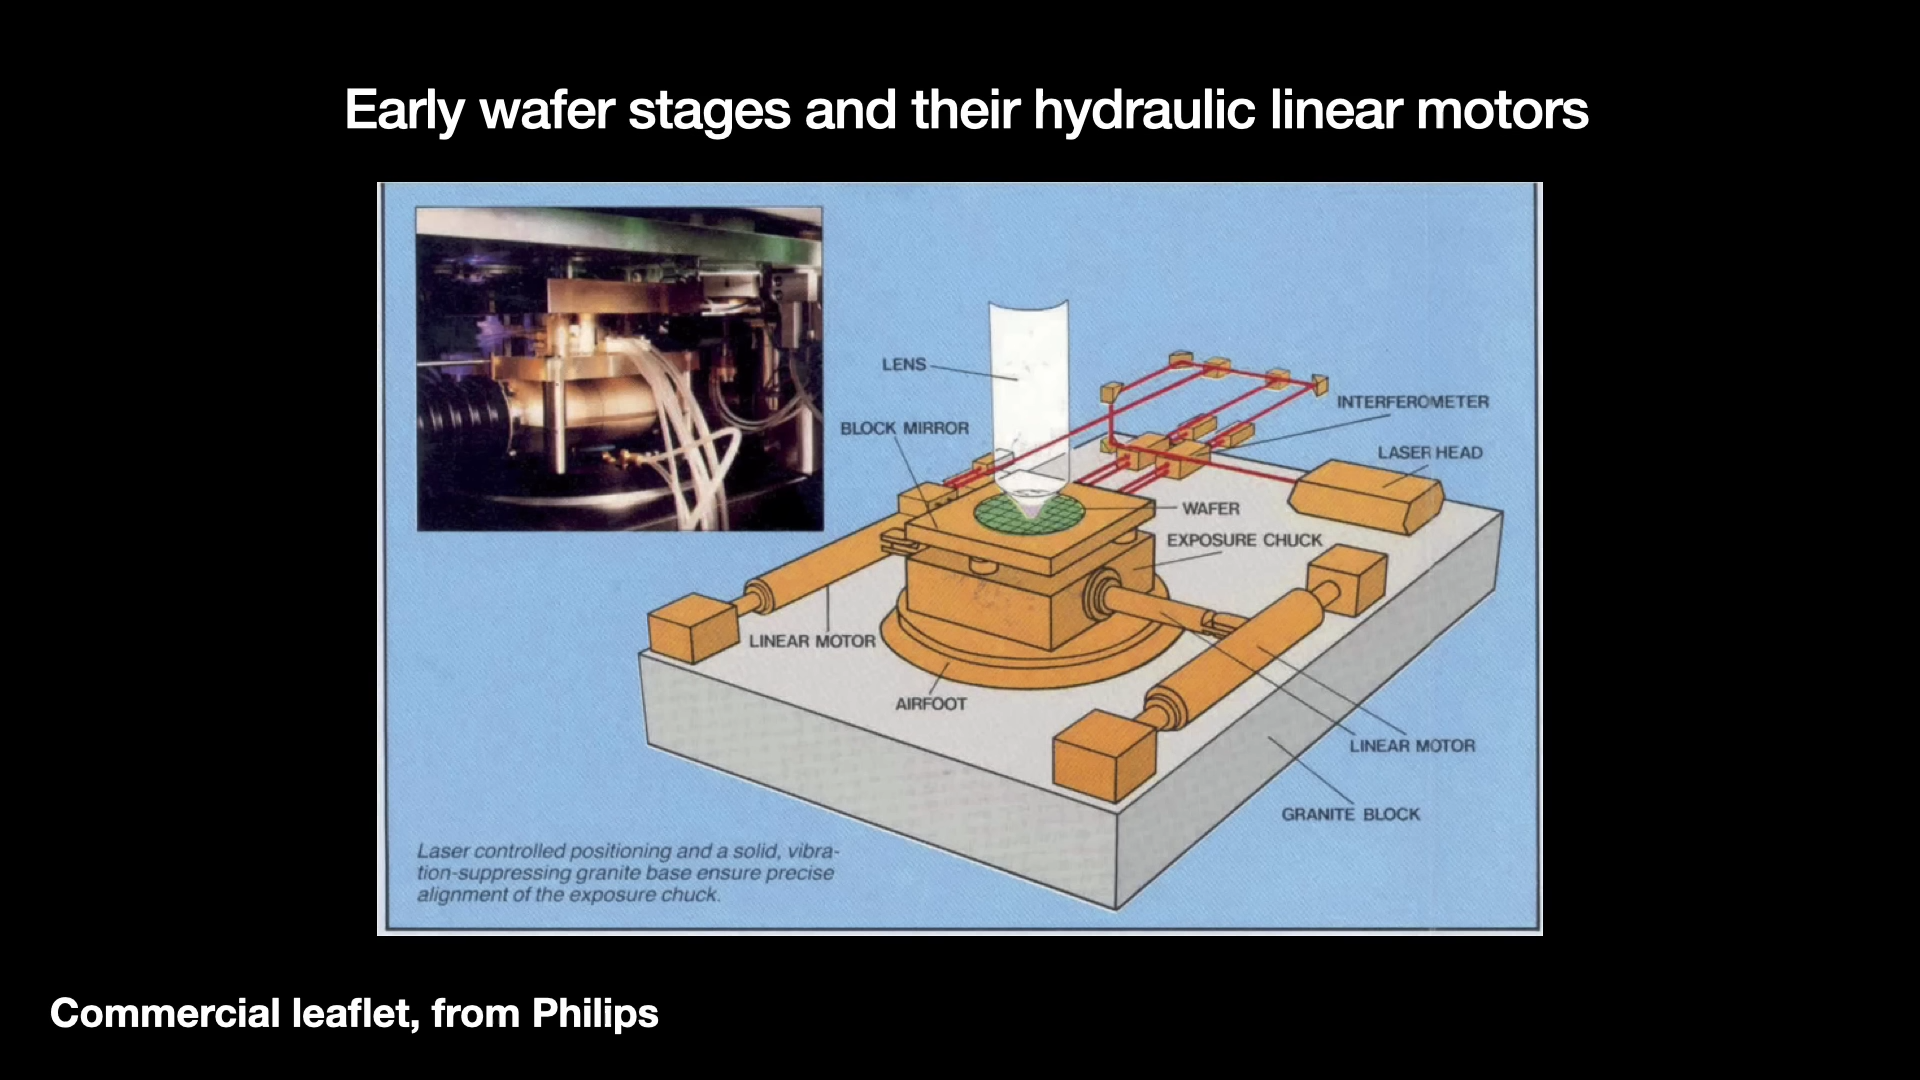 Early wafer stages and their hydraulic linear motors
LENS
BLOCK MIRROR
INTERFEROMETER
LASER HEAD
WAFER
EXPOSURE CHUCK
LINEAR MOTOR
AIRFOOT
LINEAR MOTOR
GRANITE BLOCK
Laser controlled positioning and a solid, vibra-
tion-suppressing granite base ensure precise
alignment of the exposure chuck.
Commercial leaflet, from Philips